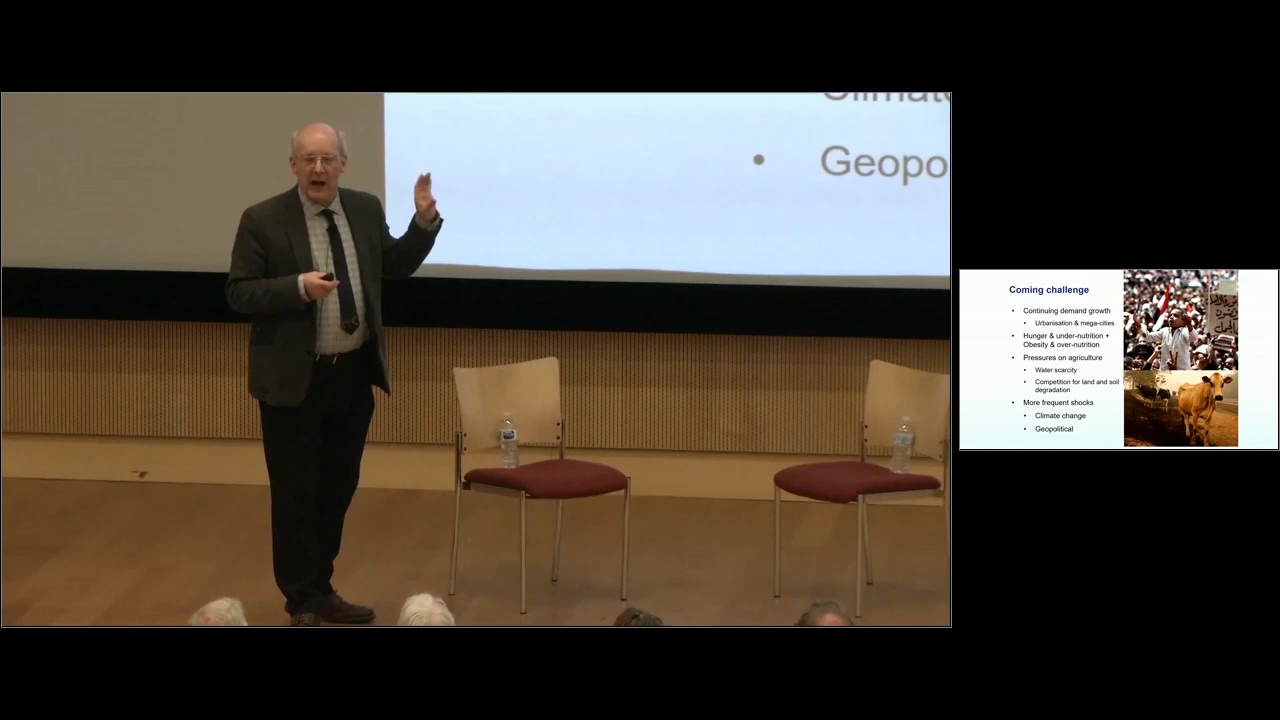 Climate
Geopo
Coming challenge
• Continuing demand growth
• Urbanisation & mega-cities
• Hunger & under-nutrition +
Obesity & over-nutrition
• Pressures on agriculture
• Water scarcity
• Competition for land and soil
degradation
• More frequent shocks
• Climate change
• Geopolitical